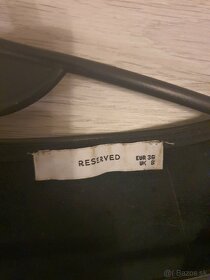 RESERVED
EUR 36
UK 8
© Bazos.sk